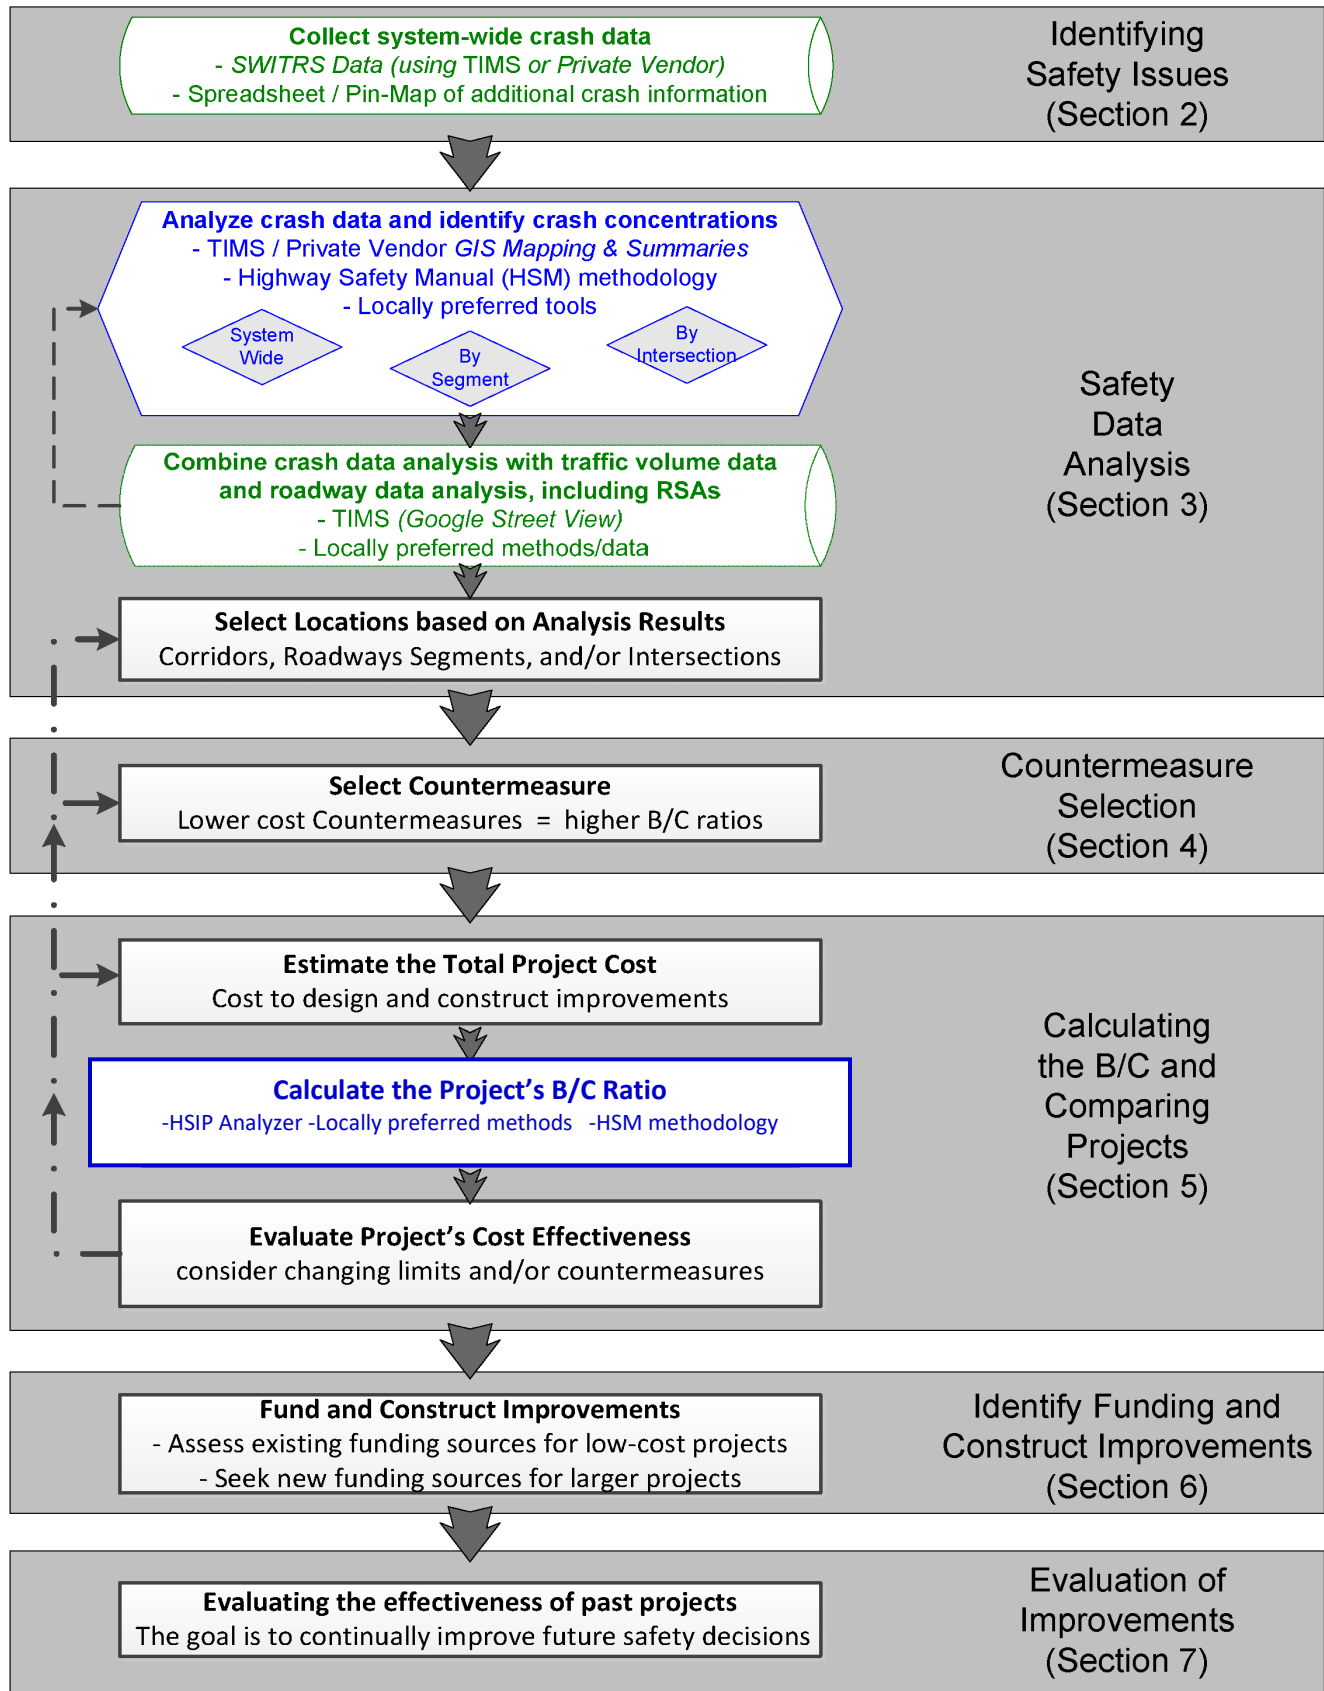 Collect system-wide crash data
- SWITRS Data (using TIMS or Private Vendor)
- Spreadsheet / Pin-Map of additional crash information
Identifying
Safety Issues
(Section 2)
Analyze crash data and identify crash concentrations
- TIMS / Private Vendor GIS Mapping & Summaries
- Highway Safety Manual (HSM) methodology
- Locally preferred tools
System
Wide
By
Segment
By
Intersection
Combine crash data analysis with traffic volume data
and roadway data analysis, including RSAs
- TIMS (Google Street View)
- Locally preferred methods/data
Select Locations based on Analysis Results
Corridors, Roadways Segments, and/or Intersections
Safety
Data
Analysis
(Section 3)
Select Countermeasure
Lower cost Countermeasures = higher B/C ratios
Countermeasure
Selection
(Section 4)
Estimate the Total Project Cost
Cost to design and construct improvements
Calculate the Project's B/C Ratio
-HSIP Analyzer -Locally preferred methods -HSM methodology
Evaluate Project's Cost Effectiveness
consider changing limits and/or countermeasures
Calculating
the B/C and
Comparing
Projects
(Section 5)
Fund and Construct Improvements
- Assess existing funding sources for low-cost projects
- Seek new funding sources for larger projects
Identify Funding and
Construct Improvements
(Section 6)
Evaluating the effectiveness of past projects
The goal is to continually improve future safety decisions
Evaluation of
Improvements
(Section 7)